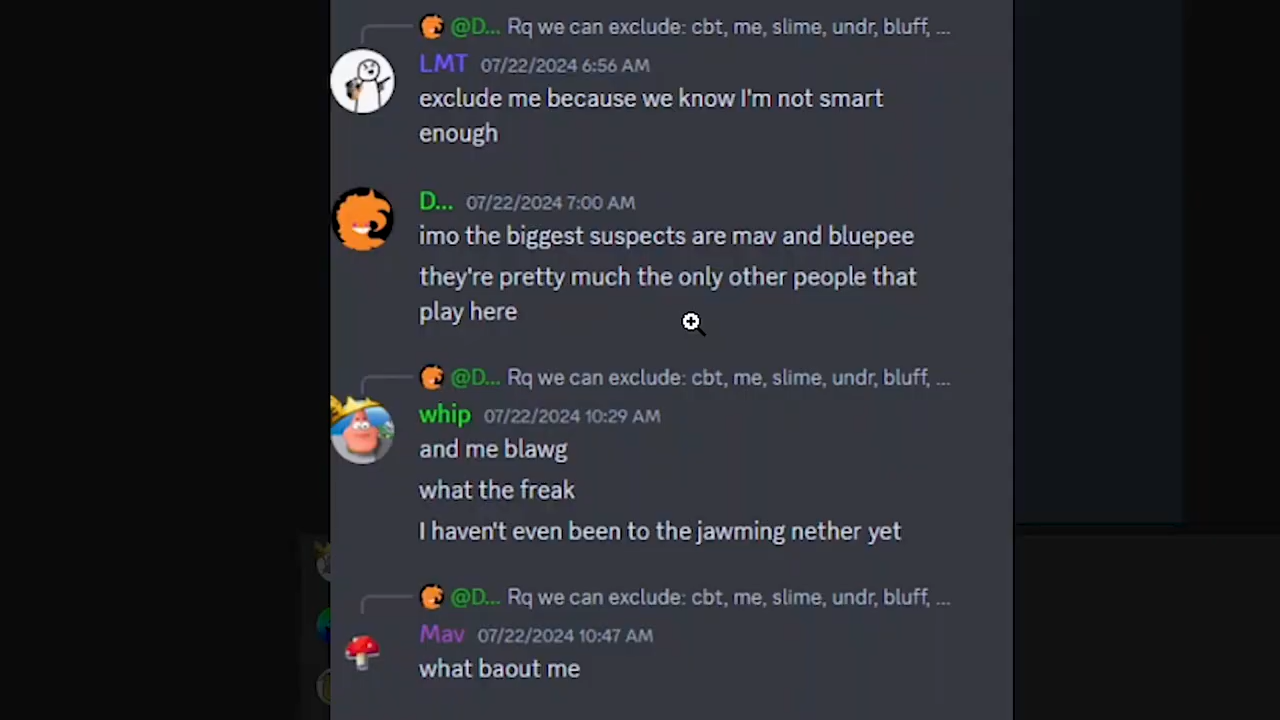 @D... Rq we can exclude: cbt, me, slime, undr, bluff, ...
LMT 07/22/2024 6:56 AM
exclude me because we know I'm not smart
enough
D... 07/22/2024 7:00 AM
imo the biggest suspects are mav and bluepee
they're pretty much the only other people that
play here
@D... Rq we can exclude: cbt, me, slime, undr, bluff, ...
whip 07/22/2024 10:29 AM
and me blawg
what the freak
I haven't even been to the jawming nether yet
@D... Rq we can exclude: cbt, me, slime, undr, bluff, ...
Mav 07/22/2024 10:47 AM
what baout me